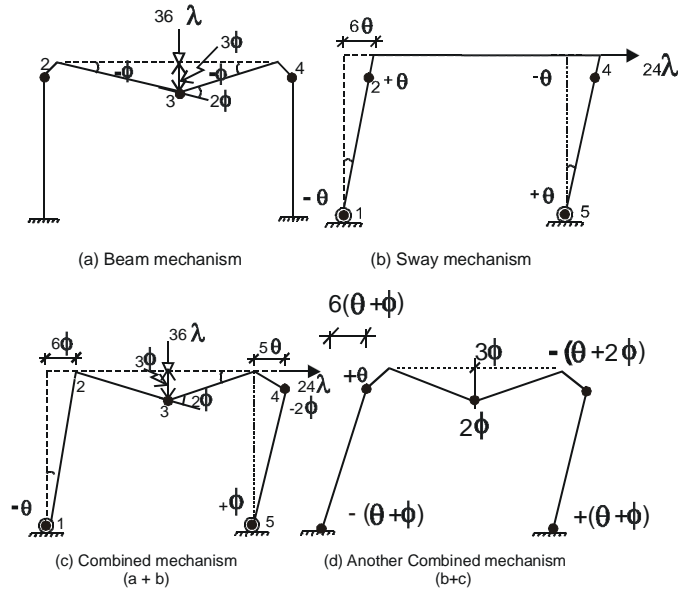 36 λ
3ϕ
2
-ϕ
-ϕ
4
3
2ϕ
(a) Beam mechanism
6θ
24λ
2
+θ
-θ
4
-θ
1
+θ
5
(b) Sway mechanism
6ϕ
36 λ
5θ
3ϕ
2
24λ
3
2ϕ
4
-2ϕ
-θ
1
+ϕ
5
(c) Combined mechanism
(a + b)
6(θ+ϕ)
+θ
3ϕ
- (θ+2ϕ)
2ϕ
- (θ+ϕ)
+(θ+ϕ)
(d) Another Combined mechanism
(b+c)